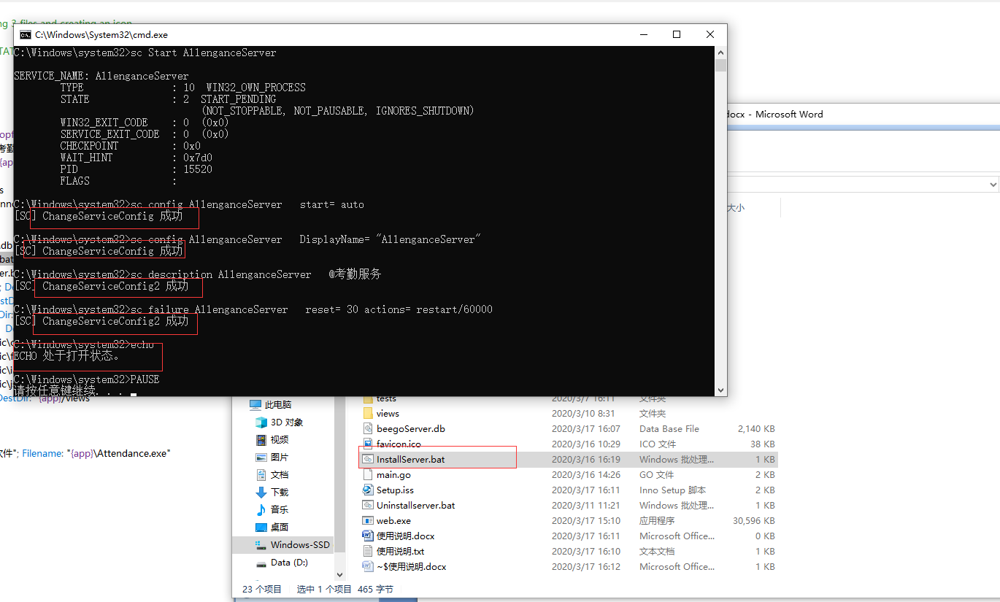 ng 3 files and creating an icon
C:\Windows\System32\cmd.exe
C:\Windows\system32>sc Start AllenganceServer
SERVICE_NAME: AllenganceServer
TYPE : 10 WIN32_OWN_PROCESS
STATE : 2 START_PENDING
(NOT_STOPPABLE, NOT_PAUSABLE, IGNORES_SHUTDOWN)
WIN32_EXIT_CODE : 0 (0x0)
SERVICE_EXIT_CODE : 0 (0x0)
CHECKPOINT : 0x0
WAIT_HINT : 0x7d0
PID : 15520
FLAGS :
C:\Windows\system32>sc config AllenganceServer start= auto
[SC] ChangeServiceConfig 成功
C:\Windows\system32>sc config AllenganceServer DisplayName= "AllenganceServer"
[SC] ChangeServiceConfig 成功
C:\Windows\system32>sc description AllenganceServer @考勤服务
[SC] ChangeServiceConfig2 成功
C:\Windows\system32>sc failure AllenganceServer reset= 30 actions= restart/60000
[SC] ChangeServiceConfig2 成功
C:\Windows\system32>echo
ECHO 处于打开状态。
C:\Windows\system32>PAUSE
请按任意键继续. . .
docx - Microsoft Word
大小
DestDir: "{app}/views"
软件"; Filename: "{app}\Attendance.exe"
此电脑
3D 对象
视频
图片
文档
下载
音乐
桌面
Windows-SSD
Data (D:)
tests 2020/3/7 16:11 文件夹
views 2020/3/10 8:31 文件夹
beegoServer.db 2020/3/17 16:07 Data Base File 2,140 KB
favicon.ico 2020/3/16 10:29 ICO 文件 38 KB
InstallServer.bat 2020/3/16 16:19 Windows 批处理... 1 KB
main.go 2020/3/16 14:26 GO 文件 2 KB
Setup.iss 2020/3/17 16:11 Inno Setup 脚本 2 KB
Uninstallserver.bat 2020/3/11 11:21 Windows 批处理... 1 KB
web.exe 2020/3/17 15:10 应用程序 30,596 KB
使用说明.docx 2020/3/17 16:11 Microsoft Office... 0 KB
使用说明.txt 2020/3/17 16:10 文本文档 1 KB
~$使用说明.docx 2020/3/17 16:12 Microsoft Office... 1 KB
23 个项目 选中 1 个项目 465 字节